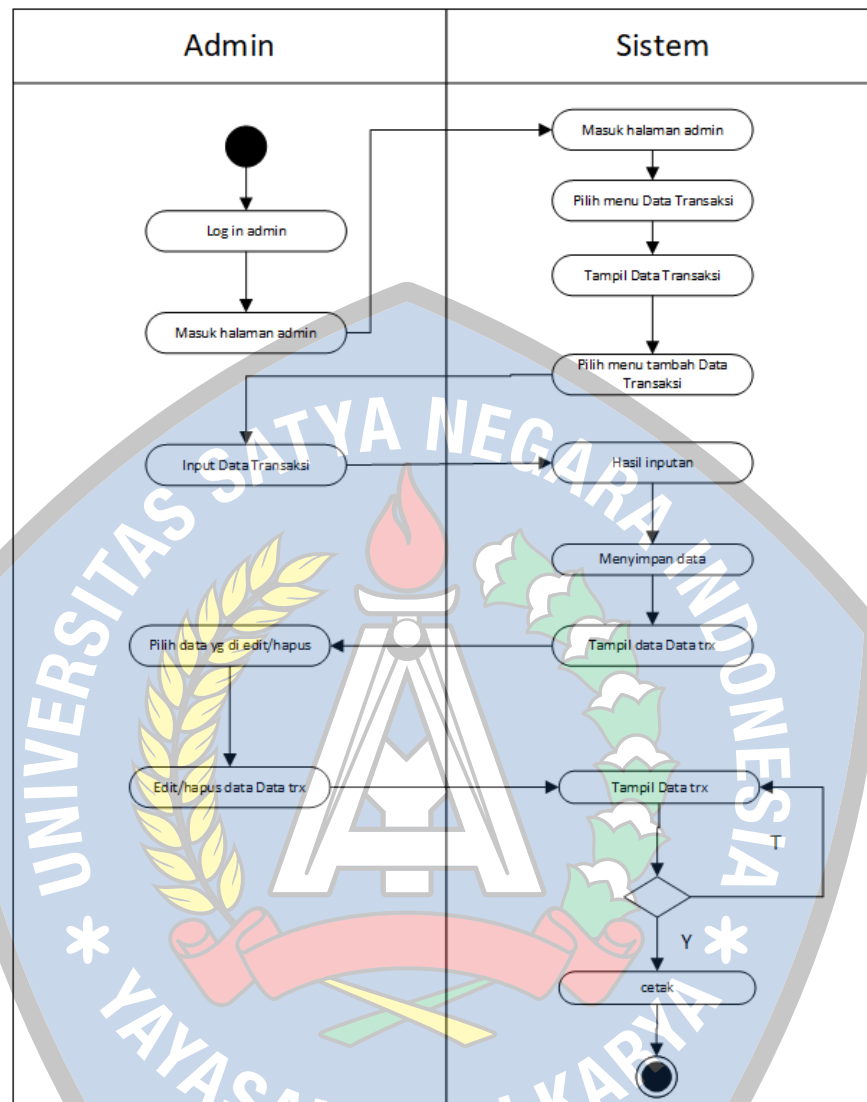 Admin
Sistem
Masuk halaman admin
Pilih menu Data Transaksi
Log in admin
Tampil Data Transaksi
Masuk halaman admin
Pilih menu tambah Data
Transaksi
Input Data Transaksi
Hasil inputan
Menyimpan data
Pilih data yg di edit/hapus
Tampil data Data trx
Edit/hapus data Data trx
Tampil Data trx
T
Y
cetak
UNIVERSITAS SATYA NEGARA INDONESIA